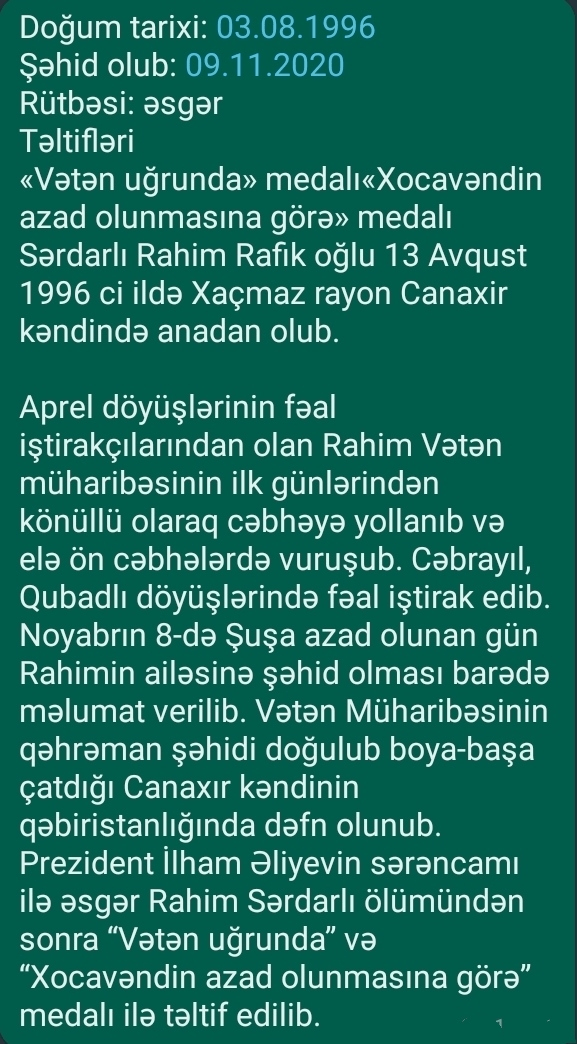 Doğum tarixi: 03.08.1996
Şəhid olub: 09.11.2020
Rütbəsi: əsgər
Təltifləri
«Vətən uğrunda» medalı«Xocavəndin
azad olunmasına görə» medalı
Sərdarlı Rahim Rafik oğlu 13 Avqust
1996 ci ildə Xaçmaz rayon Canaxir
kəndində anadan olub.

Aprel döyüşlərinin fəal
iştirakçılarından olan Rahim Vətən
müharibəsinin ilk günlərindən
könüllü olaraq cəbhəyə yollanıb və
elə ön cəbhələrdə vuruşub. Cəbrayıl,
Qubadlı döyüşlərində fəal iştirak edib.
Noyabrın 8-də Şuşa azad olunan gün
Rahimin ailəsinə şəhid olması barədə
məlumat verilib. Vətən Müharibəsinin
qəhrəman şəhidi doğulub boya-başa
çatdığı Canaxır kəndinin
qəbiristanlığında dəfn olunub.
Prezident İlham Əliyevin sərəncamı
ilə əsgər Rahim Sərdarlı ölümündən
sonra “Vətən uğrunda” və
“Xocavəndin azad olunmasına görə”
medalı ilə təltif edilib.